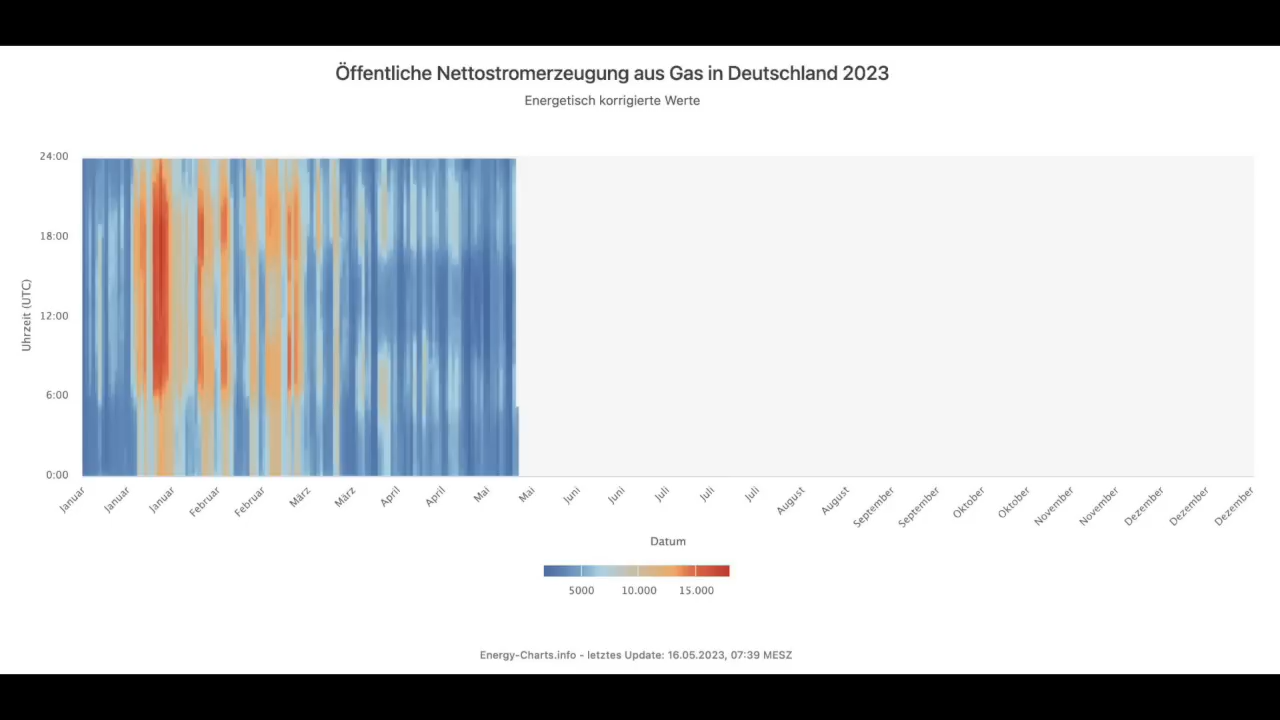 Öffentliche Nettostromerzeugung aus Gas in Deutschland 2023
Energetisch korrigierte Werte
24:00
18:00
12:00
6:00
0:00
Uhrzeit (UTC)
Januar Januar Januar Februar Februar März März April April Mai Mai Juni Juni Juli Juli Juli August August September September Oktober Oktober November November Dezember Dezember Dezember
Datum
5000 10.000 15.000
Energy-Charts.info - letztes Update: 16.05.2023, 07:39 MESZ